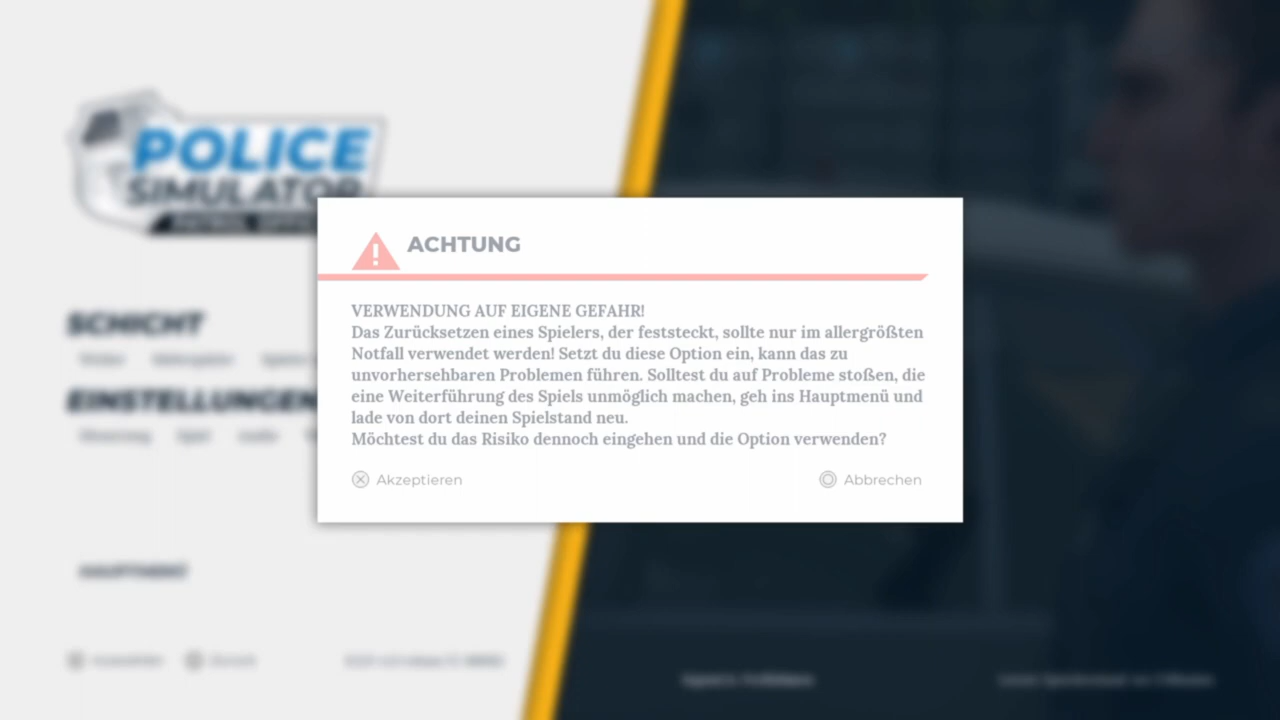 POLICE
SIMULATOR
ACHTUNG
VERWENDUNG AUF EIGENE GEFAHR!
Das Zurücksetzen eines Spielers, der feststeckt, sollte nur im allergrößten
Notfall verwendet werden! Setzt du diese Option ein, kann das zu
unvorhersehbaren Problemen führen. Solltest du auf Probleme stoßen, die
eine Weiterführung des Spiels unmöglich machen, geh ins Hauptmenü und
lade von dort deinen Spielstand neu.
Möchtest du das Risiko dennoch eingehen und die Option verwenden?
Akzeptieren
Abbrechen
SCHICHT
EINSTELLUNGEN
HAUPTMENÜ